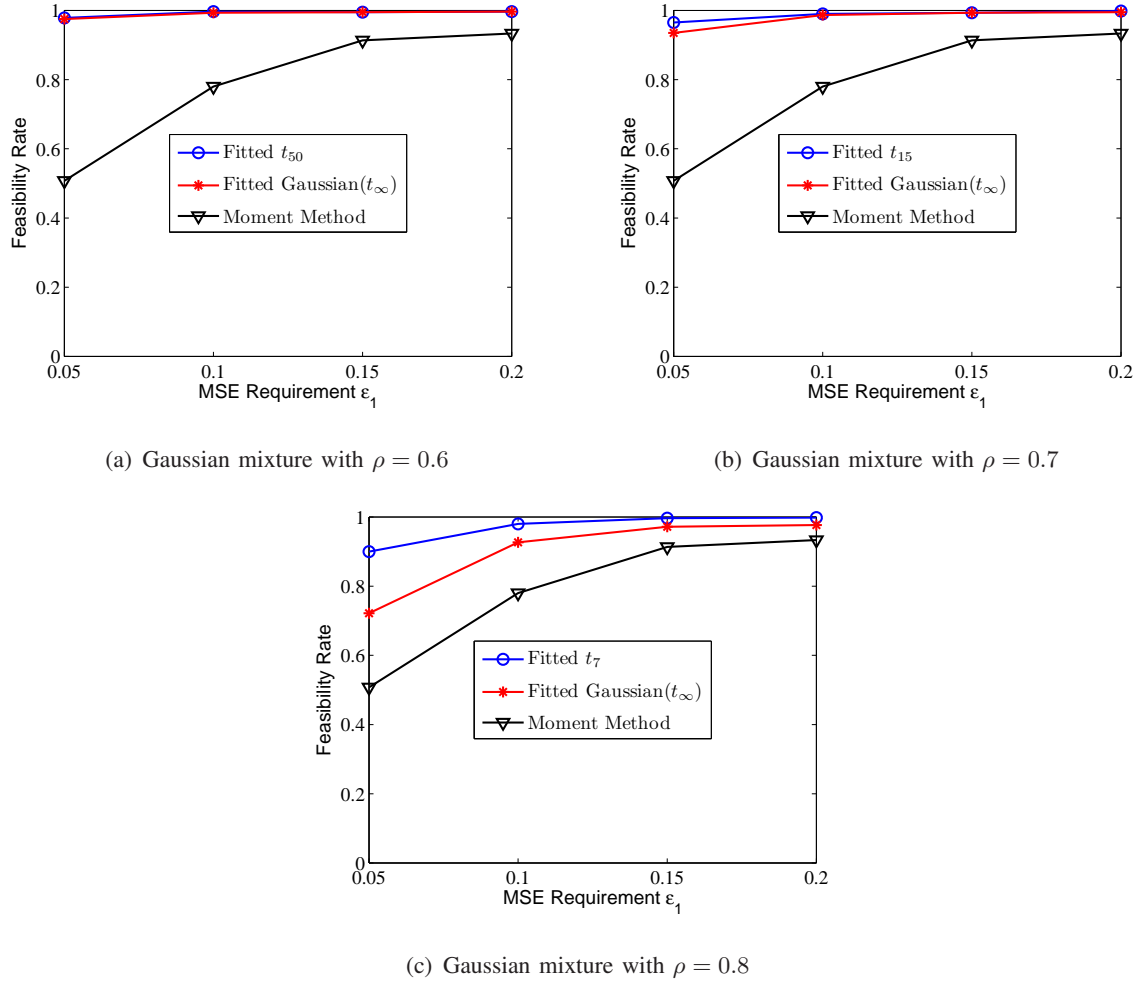 1
0.8
0.6
0.4
0.2
0
Feasibility Rate
0.05 0.1 0.15 0.2
MSE Requirement ε₁
Fitted t₅₀
Fitted Gaussian(t∞)
Moment Method
(a) Gaussian mixture with ρ = 0.6
1
0.8
0.6
0.4
0.2
0
Feasibility Rate
0.05 0.1 0.15 0.2
MSE Requirement ε₁
Fitted t₁₅
Fitted Gaussian(t∞)
Moment Method
(b) Gaussian mixture with ρ = 0.7
1
0.8
0.6
0.4
0.2
0
Feasibility Rate
0.05 0.1 0.15 0.2
MSE Requirement ε₁
Fitted t₇
Fitted Gaussian(t∞)
Moment Method
(c) Gaussian mixture with ρ = 0.8